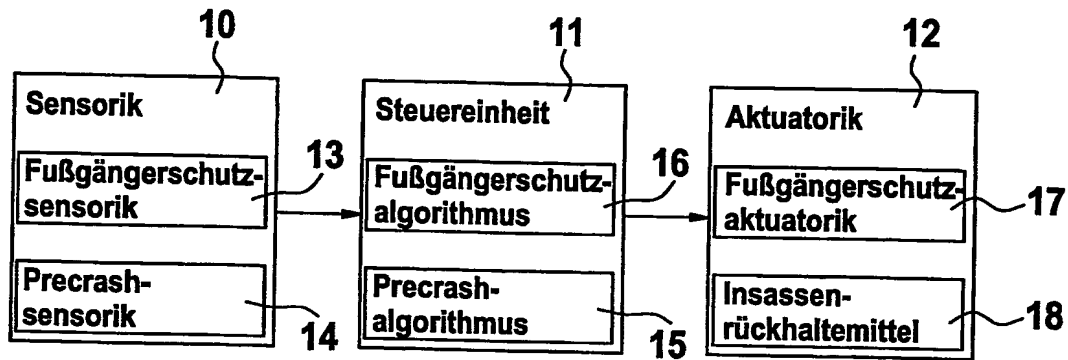 10
Sensorik
Fußgängerschutz-
sensorik
13
Precrash-
sensorik
14
11
Steuereinheit
Fußgängerschutz-
algorithmus
16
Precrash-
algorithmus
15
12
Aktuatorik
Fußgängerschutz-
aktuatorik
17
Insassen-
rückhaltemittel
18